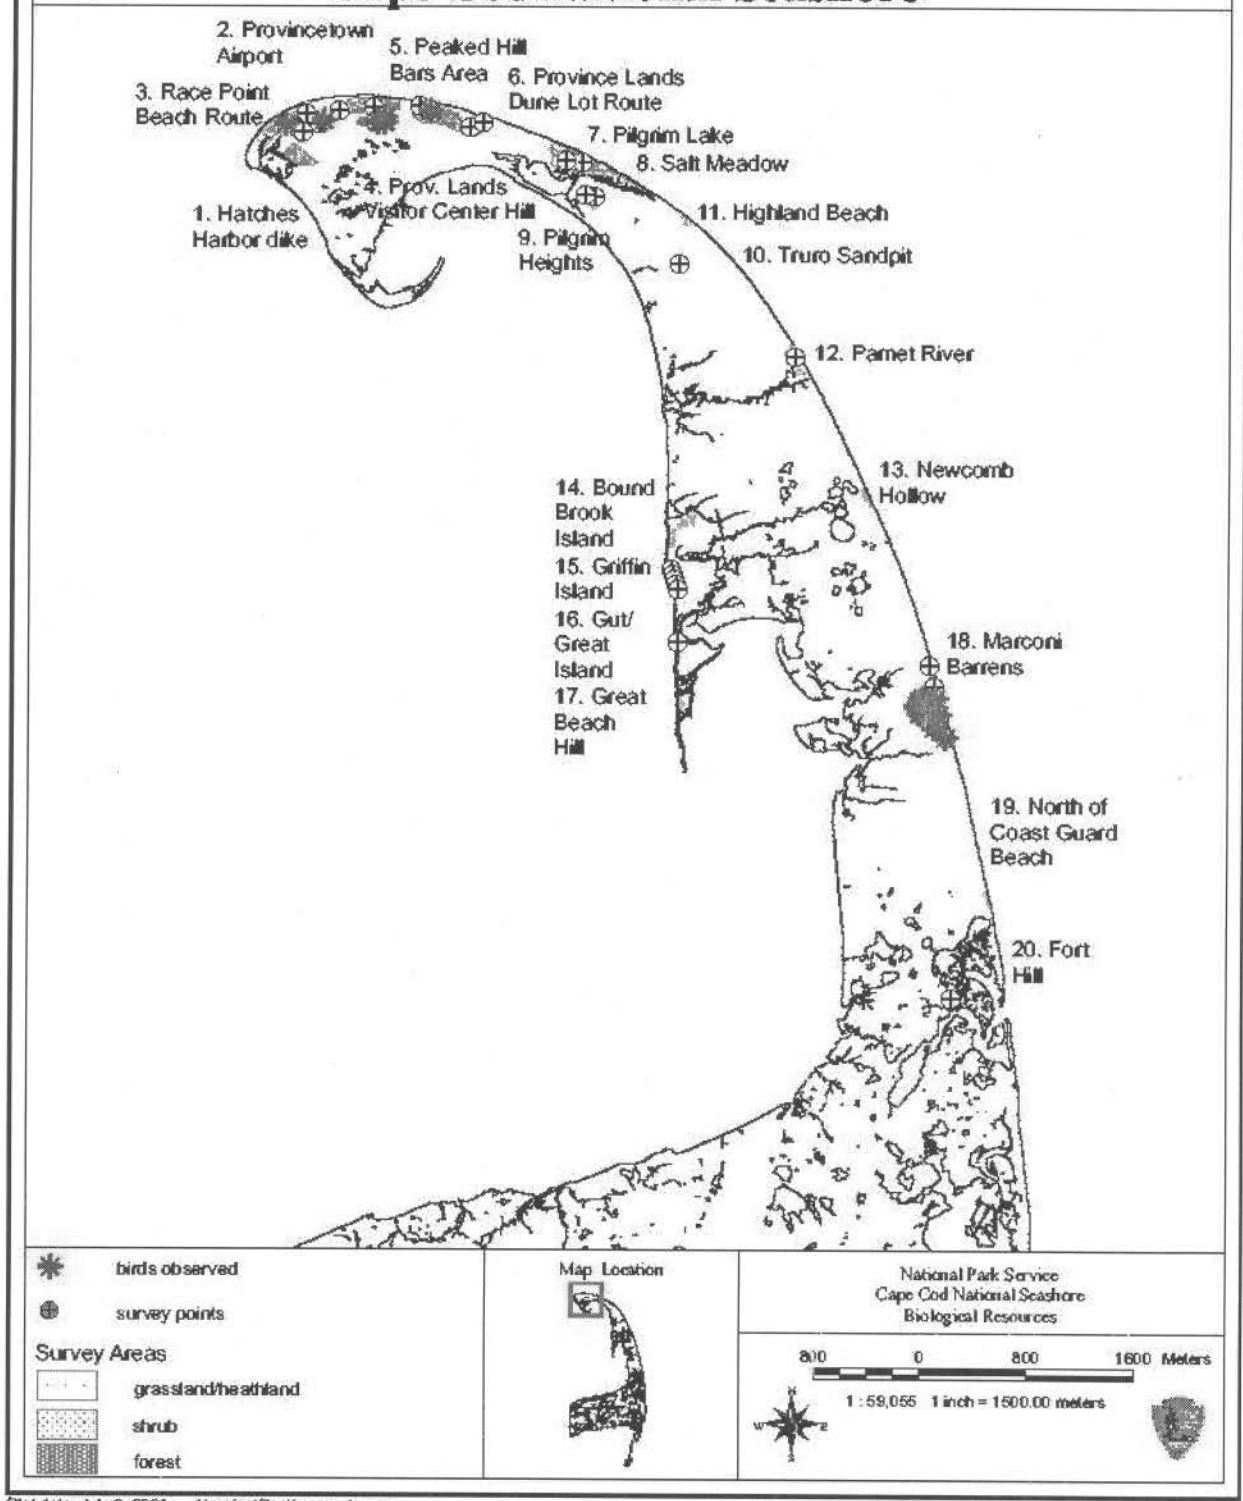 2. Provincetown
Airport
5. Peaked Hill
Bars Area
6. Province Lands
Dune Lot Route
3. Race Point
Beach Route
7. Pilgrim Lake
8. Salt Meadow
4. Prov. Lands
Visitor Center Hill
1. Hatches
Harbor dike
11. Highland Beach
9. Pilgrim
Heights
10. Truro Sandpit
12. Pamet River
13. Newcomb
Hollow
14. Bound
Brook
Island
15. Griffin
Island
16. Gut/
Great
Island
17. Great
Beach
Hill
18. Marconi
Barrens
19. North of
Coast Guard
Beach
20. Fort
Hill
birds observed
survey points
Survey Areas
grassland/heathland
shrub
forest
Map Location
National Park Service
Cape Cod National Seashore
Biological Resources
800 0 800 1600 Meters
1 : 59,055 1 inch = 1500.00 meters
N
W E
S